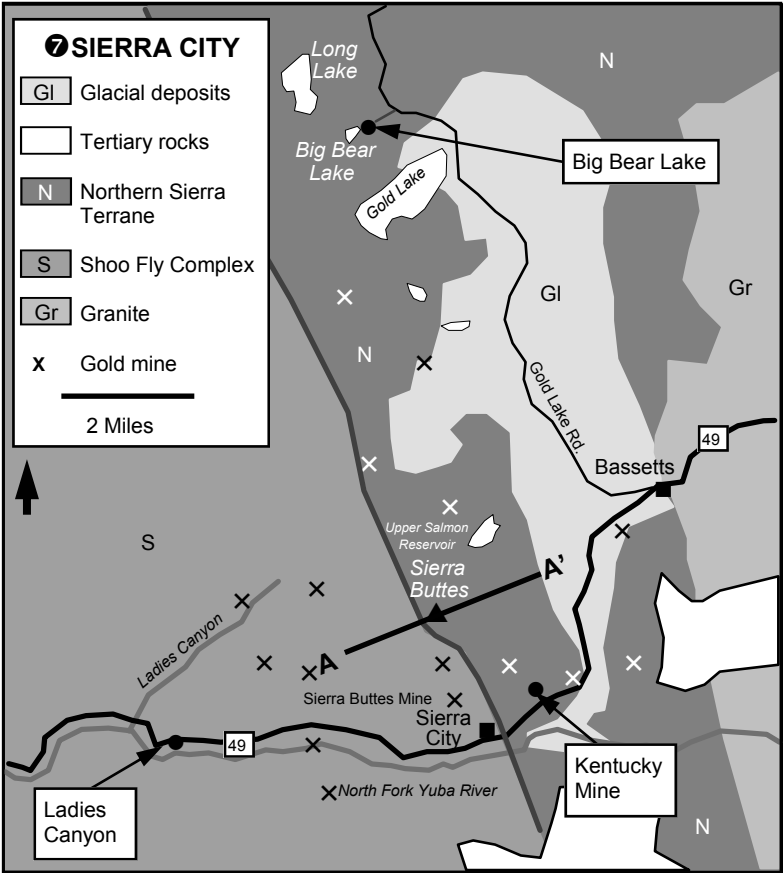 ❼ SIERRA CITY
Gl Glacial deposits
Tertiary rocks
N Northern Sierra
Terrane
S Shoo Fly Complex
Gr Granite
x Gold mine
2 Miles
Long
Lake
N
Big Bear
Lake
Big Bear Lake
Gold Lake
Gl
Gr
N
Gold Lake Rd.
49
Bassetts
S
Upper Salmon
Reservoir
Sierra
Buttes
A'
Ladies Canyon
A
Sierra Buttes Mine
Sierra
City
49
Kentucky
Mine
Ladies
Canyon
North Fork Yuba River
N